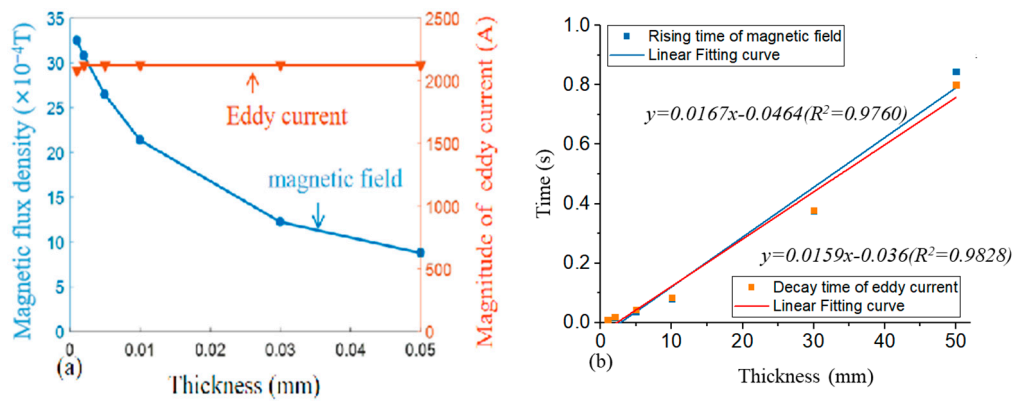 35
30
25
20
15
10
5
0
Magnetic flux density (×10⁻⁴T)
2500
2000
1500
1000
500
0
Magnitude of eddy current (A)
Eddy current
magnetic field
0
0.01
0.02
0.03
0.04
0.05
(a)
Thickness (mm)
1.0
0.8
0.6
0.4
0.2
0.0
Time (s)
Rising time of magnetic field
Linear Fitting curve
y=0.0167x-0.0464(R²=0.9760)
y=0.0159x-0.036(R²=0.9828)
Decay time of eddy current
Linear Fitting curve
0
10
20
30
40
50
(b)
Thickness (mm)